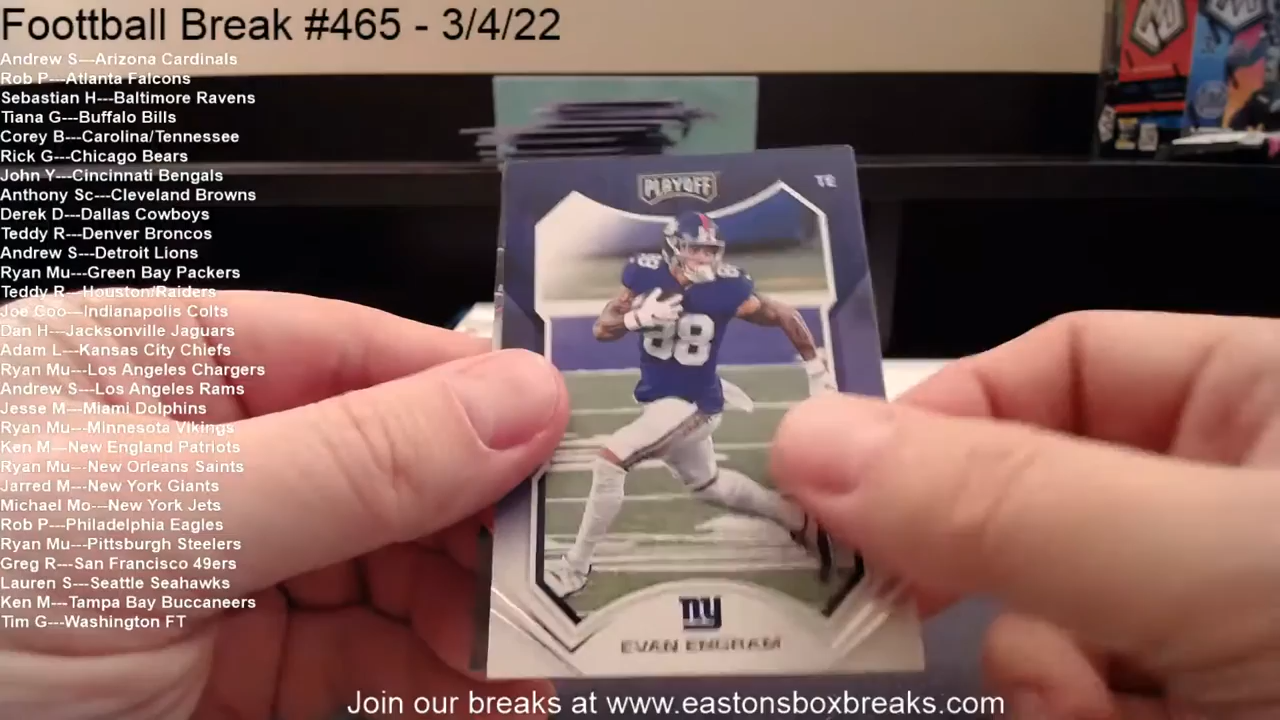 Foottball Break #465 - 3/4/22
Andrew S---Arizona Cardinals
Rob P---Atlanta Falcons
Sebastian H---Baltimore Ravens
Tiana G---Buffalo Bills
Corey B---Carolina/Tennessee
Rick G---Chicago Bears
John Y---Cincinnati Bengals
Anthony Sc---Cleveland Browns
Derek D---Dallas Cowboys
Teddy R---Denver Broncos
Andrew S---Detroit Lions
Ryan Mu---Green Bay Packers
Teddy R---Houston/Raiders
Joe Coo---Indianapolis Colts
Dan H---Jacksonville Jaguars
Adam L---Kansas City Chiefs
Ryan Mu---Los Angeles Chargers
Andrew S---Los Angeles Rams
Jesse M---Miami Dolphins
Ryan Mu---Minnesota Vikings
Ken M---New England Patriots
Ryan Mu---New Orleans Saints
Jarred M---New York Giants
Michael Mo---New York Jets
Rob P---Philadelphia Eagles
Ryan Mu---Pittsburgh Steelers
Greg R---San Francisco 49ers
Lauren S---Seattle Seahawks
Ken M---Tampa Bay Buccaneers
Tim G---Washington FT
PLAYOFF
TE
88
88
ny
EVAN ENGRAM
Join our breaks at www.eastonsboxbreaks.com